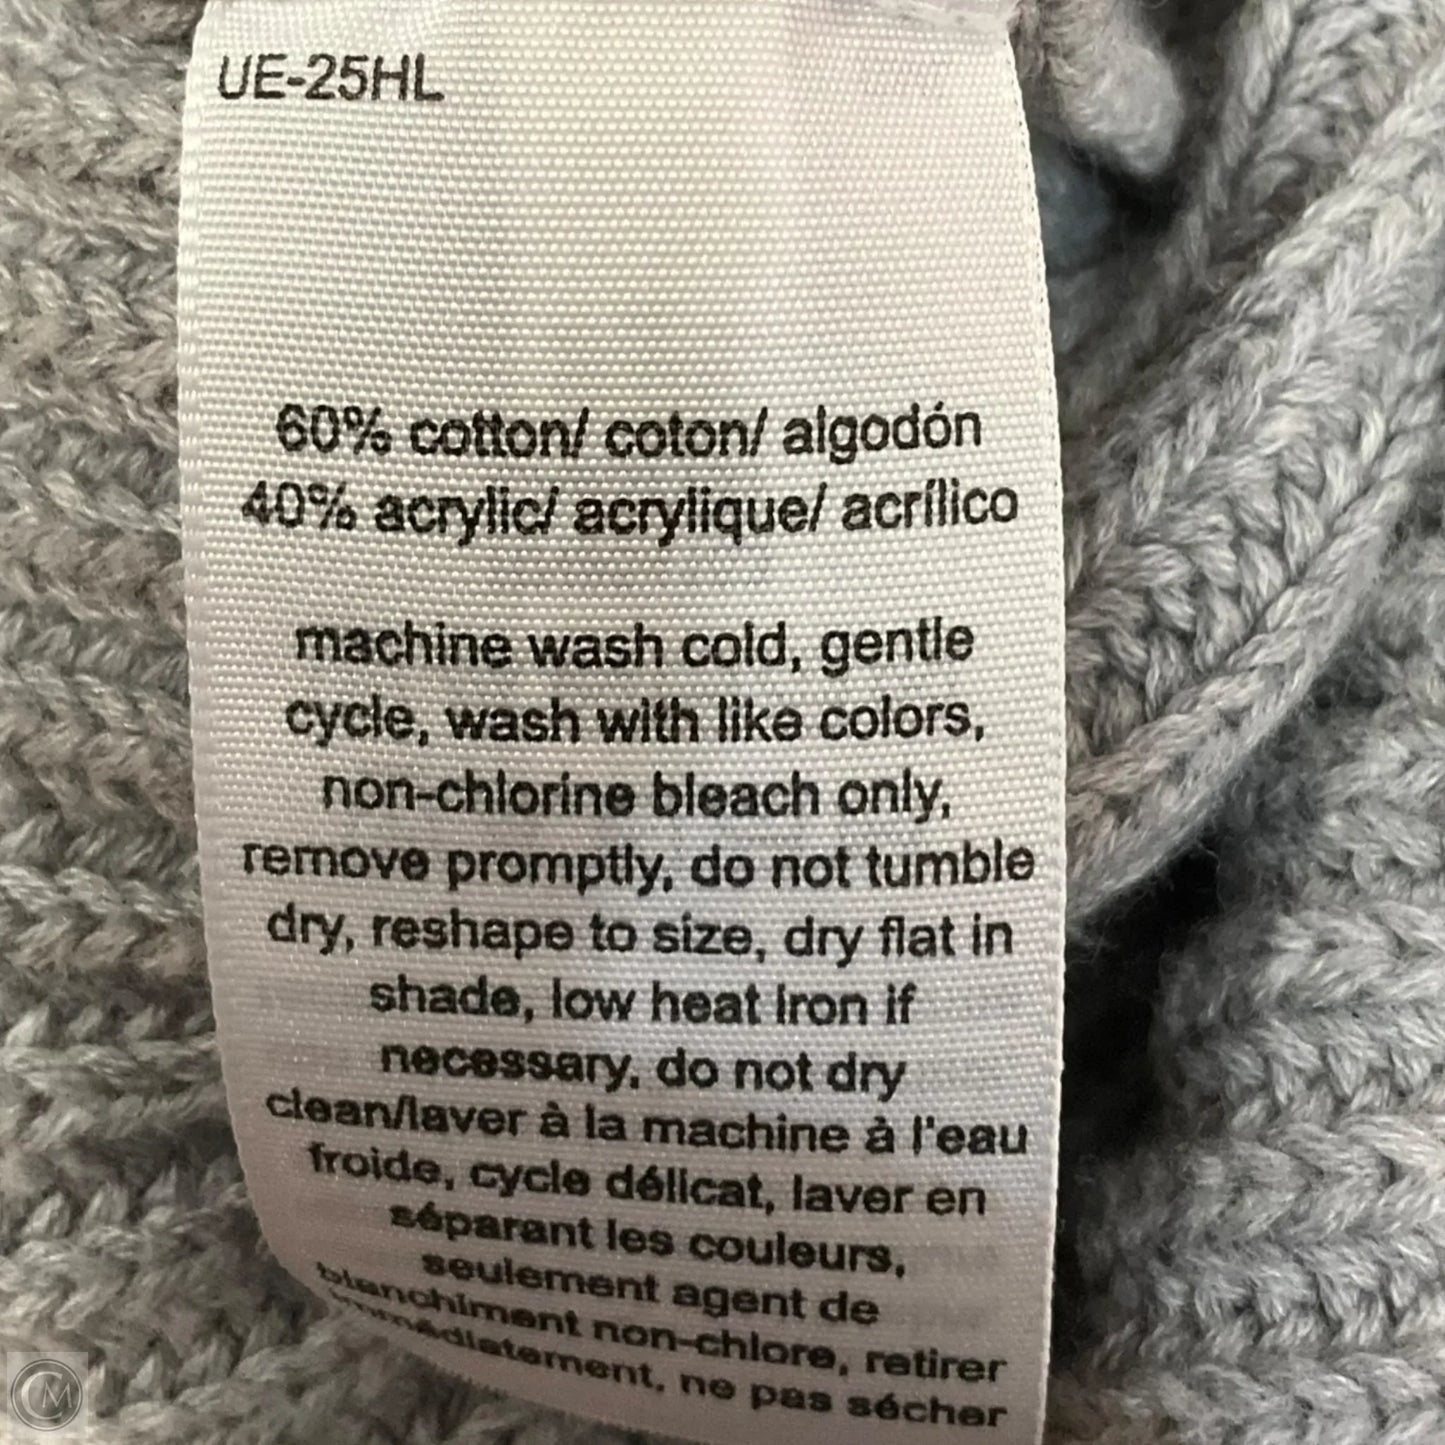 UE-25HL
60% cotton/ coton/ algodón
40% acrylic/ acrylique/ acrílico
machine wash cold, gentle
cycle, wash with like colors,
non-chlorine bleach only,
remove promptly, do not tumble
dry, reshape to size, dry flat in
shade, low heat iron if
necessary, do not dry
clean/laver à la machine à l'eau
froide, cycle délicat, laver en
séparant les couleurs,
seulement agent de
blanchiment non-chlore, retirer
immédiatement, ne pas sécher
CM